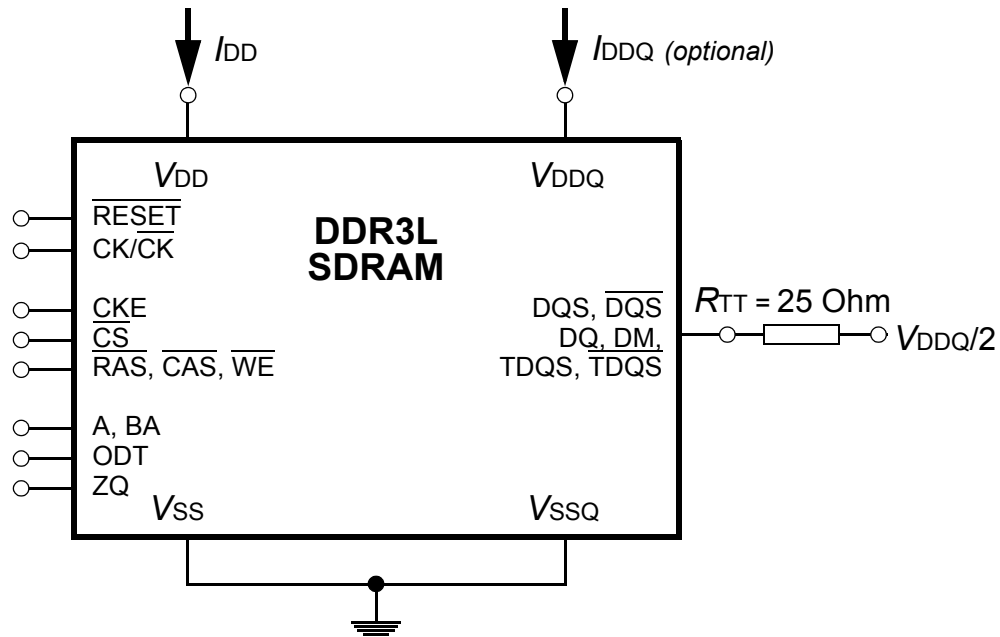 IDD
IDDQ (optional)
VDD
VDDQ
RESET
CK/CK
DDR3L
SDRAM
CKE
CS
RAS, CAS, WE
DQS, DQS
DQ, DM,
TDQS, TDQS
RTT = 25 Ohm
VDDQ/2
A, BA
ODT
ZQ
VSS
VSSQ